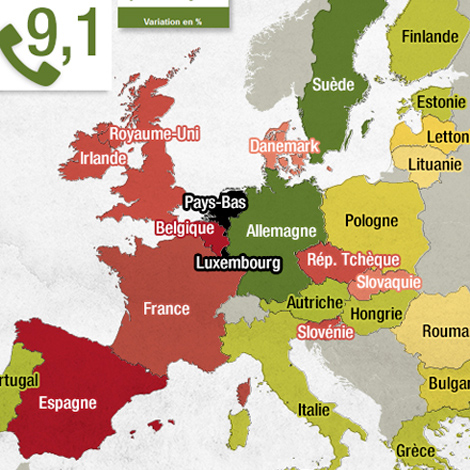 9,1
Variation en %
Finlande
Suède
Estonie
Royaume-Uni
Letton
Irlande
Danemark
Lituanie
Pays-Bas
Pologne
Belgique
Allemagne
Luxembourg
Rép. Tchèque
Slovaquie
France
Autriche
Hongrie
Slovénie
Rouma
rtugal
Bulgar
Espagne
Italie
Grèce